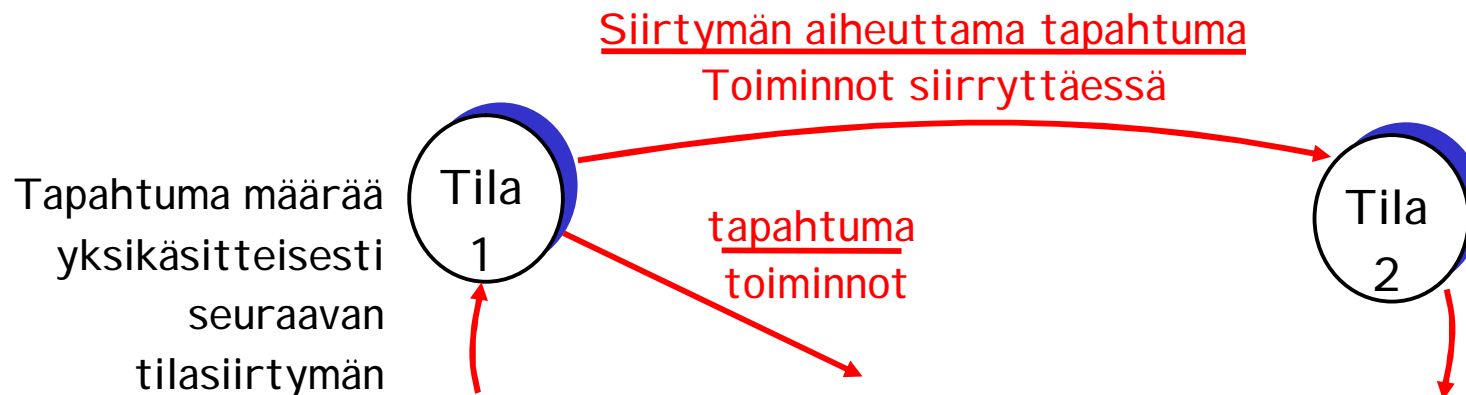 Siirtymän aiheuttama tapahtuma
Toiminnot siirryttäessä
Tapahtuma määrää
yksikäsitteisesti
seuraavan
tilasiirtymän
Tila
1
tapahtuma
toiminnot
Tila
2